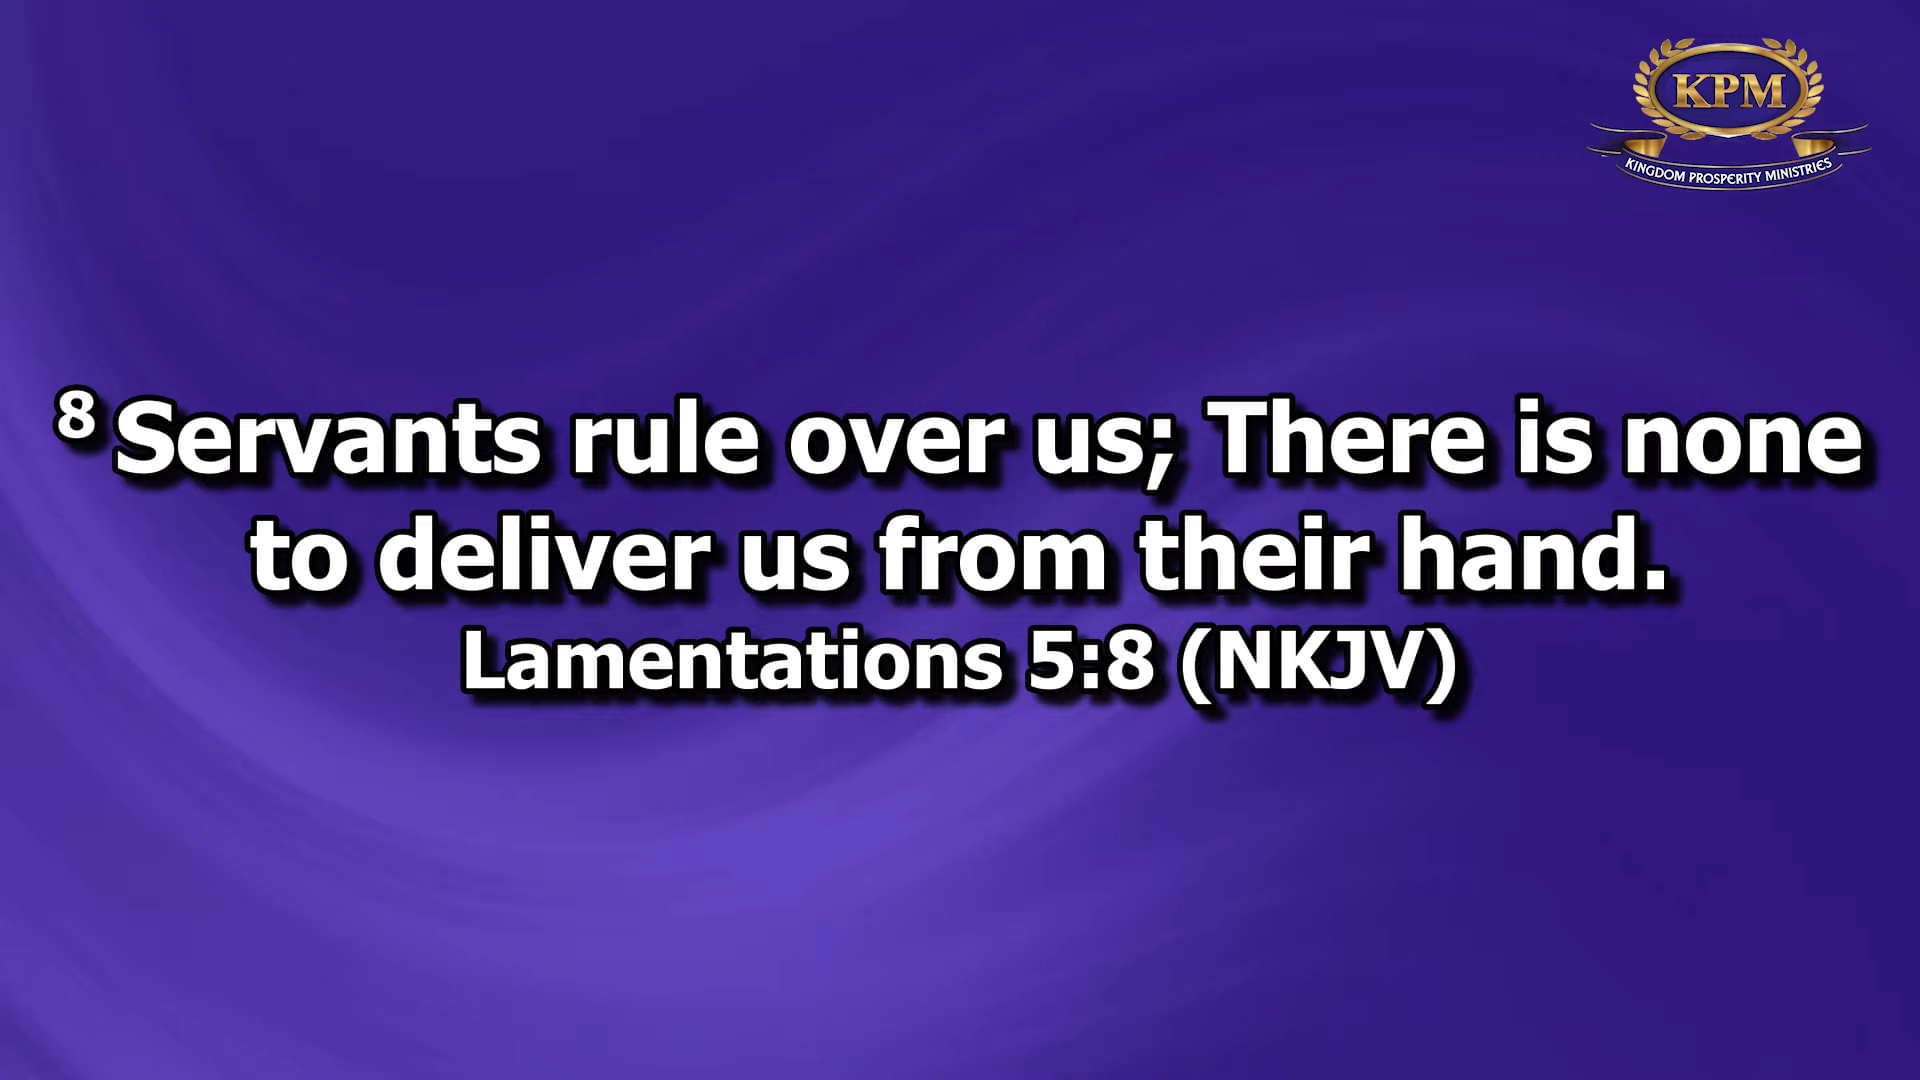 KPM
KINGDOM PROSPERITY MINISTRIES
8 Servants rule over us; There is none
to deliver us from their hand.
Lamentations 5:8 (NKJV)